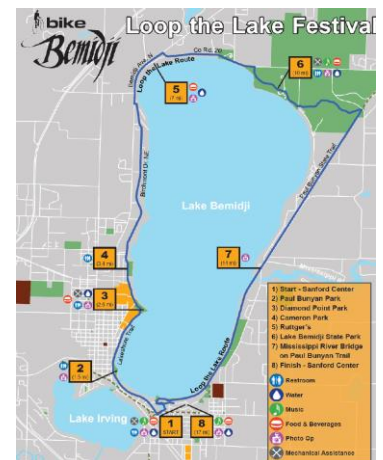 bike
Bemidji
Loop the Lake Festival
Loop the Lake Route
5
6
Lake Bemidji
Paul Bunyan State Trail
Birchmont Dr. NE
4
7
3
Lakeshore Trail
2
Loop the Lake Route
Lake Irving
1
START
8
1) Start - Sanford Center
2) Paul Bunyan Park
3) Diamond Point Park
4) Cameron Park
5) Ruttger's
6) Lake Bemidji State Park
7) Mississippi River Bridge
on Paul Bunyan Trail
8) Finish - Sanford Center
Restroom
Water
Music
Food & Beverages
Photo Op
Mechanical Assistance